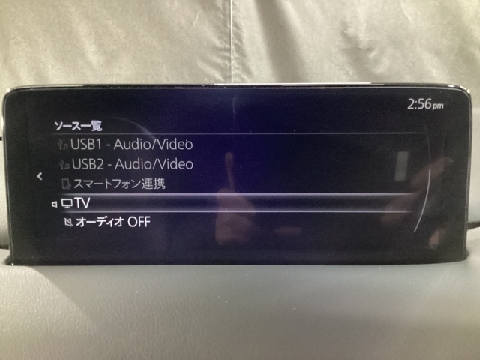 2:56pm
ソース一覧
USB1 - Audio/Video
USB2 - Audio/Video
スマートフォン連携
TV
オーディオ OFF